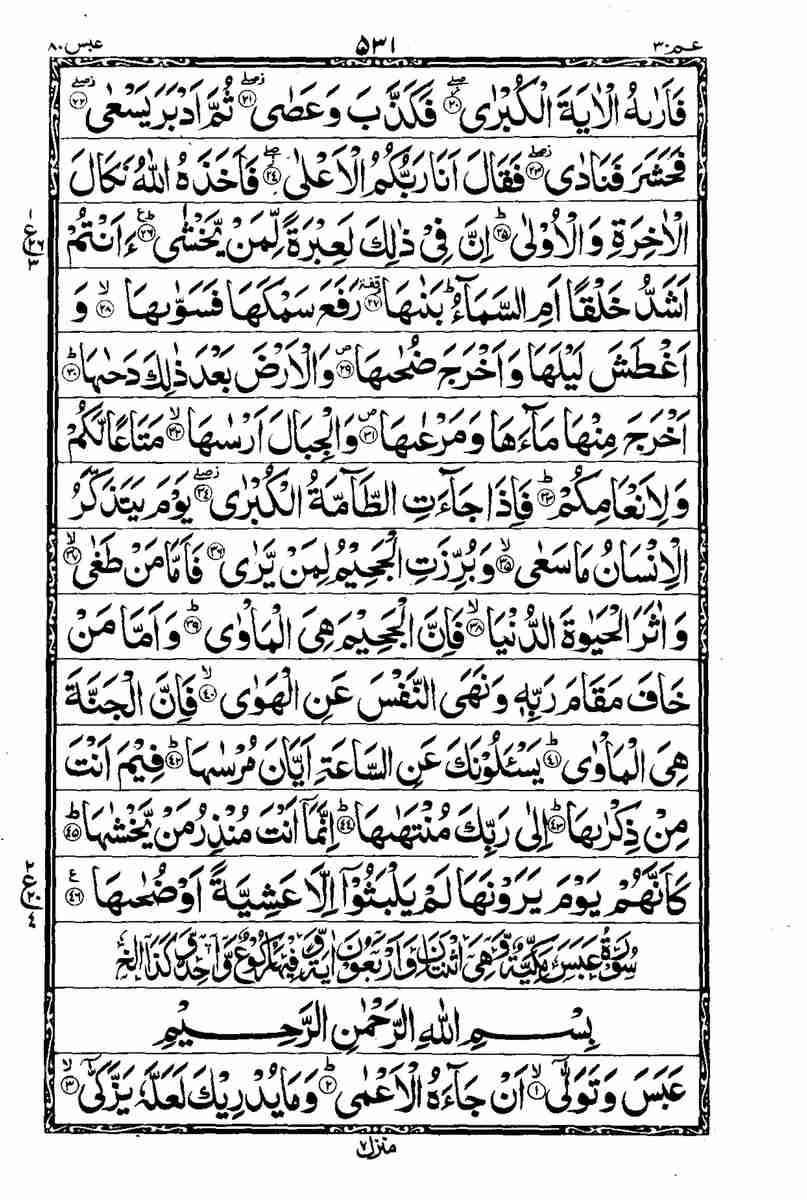 عبس ٨٠ ٥٣١ عم ٣٠
فَاَرٰىهُ الْاٰيَةَ الْكُبْرٰى ﴿٢٠﴾ فَكَذَّبَ وَعَصٰى ﴿٢١﴾ ثُمَّ اَدْبَرَ يَسْعٰى ﴿٢٢﴾
فَحَشَرَ فَنَادٰى ﴿٢٣﴾ فَقَالَ اَنَا رَبُّكُمُ الْاَعْلٰى ﴿٢٤﴾ فَاَخَذَهُ اللّٰهُ نَكَالَ
الْاٰخِرَةِ وَالْاُوْلٰى ﴿٢٥﴾ اِنَّ فِيْ ذٰلِكَ لَعِبْرَةً لِّمَنْ يَّخْشٰى ﴿٢٦﴾ ءَاَنْتُمْ
اَشَدُّ خَلْقًا اَمِ السَّمَآءُ بَنٰىهَا ﴿٢٧﴾ رَفَعَ سَمْكَهَا فَسَوّٰىهَا ﴿٢٨﴾ وَ
اَغْطَشَ لَيْلَهَا وَاَخْرَجَ ضُحٰىهَا ﴿٢٩﴾ وَالْاَرْضَ بَعْدَ ذٰلِكَ دَحٰىهَا ﴿٣٠﴾
اَخْرَجَ مِنْهَا مَآءَهَا وَمَرْعٰىهَا ﴿٣١﴾ وَالْجِبَالَ اَرْسٰىهَا ﴿٣٢﴾ مَتَاعًا لَّكُمْ
وَلِاَنْعَامِكُمْ ﴿٣٣﴾ فَاِذَا جَآءَتِ الطَّآمَّةُ الْكُبْرٰى ﴿٣٤﴾ يَوْمَ يَتَذَكَّرُ
الْاِنْسَانُ مَا سَعٰى ﴿٣٥﴾ وَبُرِّزَتِ الْجَحِيْمُ لِمَنْ يَّرٰى ﴿٣٦﴾ فَاَمَّا مَنْ طَغٰى ﴿٣٧﴾
وَاٰثَرَ الْحَيٰوةَ الدُّنْيَا ﴿٣٨﴾ فَاِنَّ الْجَحِيْمَ هِيَ الْمَاْوٰى ﴿٣٩﴾ وَاَمَّا مَنْ
خَافَ مَقَامَ رَبِّهٖ وَنَهَى النَّفْسَ عَنِ الْهَوٰى ﴿٤٠﴾ فَاِنَّ الْجَنَّةَ
هِيَ الْمَاْوٰى ﴿٤١﴾ يَسْـَٔلُوْنَكَ عَنِ السَّاعَةِ اَيَّانَ مُرْسٰىهَا ﴿٤٢﴾ فِيْمَ اَنْتَ
مِنْ ذِكْرٰىهَا ﴿٤٣﴾ اِلٰى رَبِّكَ مُنْتَهٰىهَا ﴿٤٤﴾ اِنَّمَآ اَنْتَ مُنْذِرُ مَنْ يَّخْشٰىهَا ﴿٤٥﴾
كَاَنَّهُمْ يَوْمَ يَرَوْنَهَا لَمْ يَلْبَثُوْٓا اِلَّا عَشِيَّةً اَوْ ضُحٰىهَا ﴿٤٦﴾
سُوْرَةُ عَبَسَ مَكِّيَّةٌ وَّهِيَ اثْنَتَانِ وَاَرْبَعُوْنَ اٰيَةً وَّفِيْهَا رُكُوْعٌ وَّاحِدٌ
بِسْمِ اللّٰهِ الرَّحْمٰنِ الرَّحِيْمِ
عَبَسَ وَتَوَلّٰٓى ﴿١﴾ اَنْ جَآءَهُ الْاَعْمٰى ﴿٢﴾ وَمَا يُدْرِيْكَ لَعَلَّهٗ يَزَّكّٰٓى ﴿٣﴾
منزل ٧